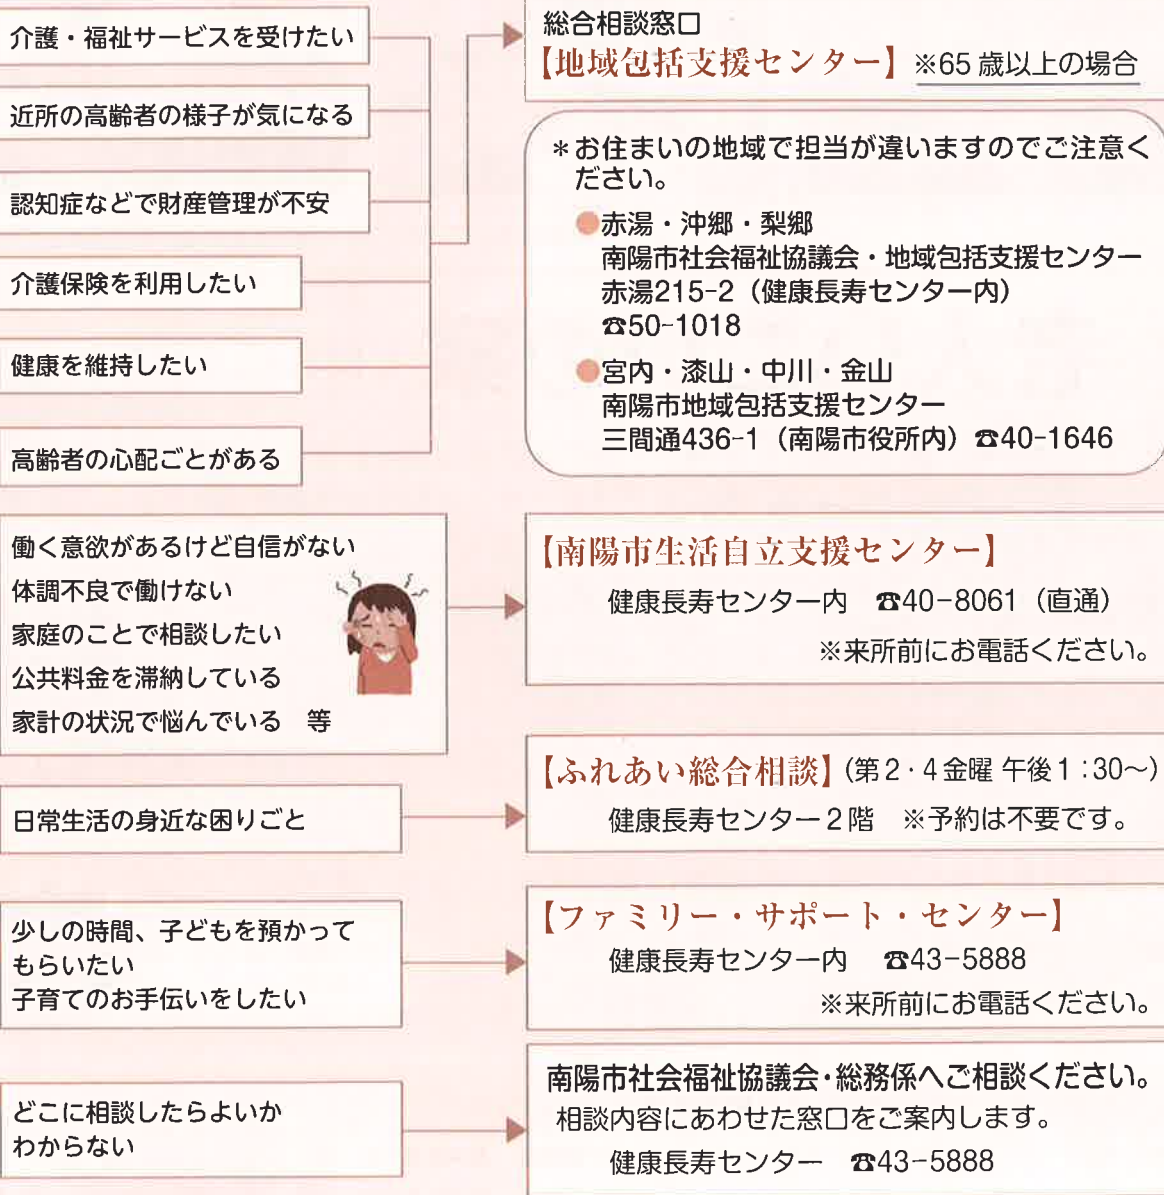 介護・福祉サービスを受けたい
近所の高齢者の様子が気になる
認知症などで財産管理が不安
介護保険を利用したい
健康を維持したい
高齢者の心配ごとがある
総合相談窓口
【地域包括支援センター】※65歳以上の場合
＊お住まいの地域で担当が違いますのでご注意く
ださい。
●赤湯・沖郷・梨郷
南陽市社会福祉協議会・地域包括支援センター
赤湯215-2（健康長寿センター内）
☎50-1018
●宮内・漆山・中川・金山
南陽市地域包括支援センター
三間通436-1（南陽市役所内）☎40-1646
働く意欲があるけど自信がない
体調不良で働けない
家庭のことで相談したい
公共料金を滞納している
家計の状況で悩んでいる　等
【南陽市生活自立支援センター】
健康長寿センター内　☎40-8061（直通）
※来所前にお電話ください。
日常生活の身近な困りごと
【ふれあい総合相談】（第2・4金曜 午後1：30～）
健康長寿センター2階　※予約は不要です。
少しの時間、子どもを預かって
もらいたい
子育てのお手伝いをしたい
【ファミリー・サポート・センター】
健康長寿センター内　☎43-5888
※来所前にお電話ください。
どこに相談したらよいか
わからない
南陽市社会福祉協議会・総務係へご相談ください。
相談内容にあわせた窓口をご案内します。
健康長寿センター　☎43-5888